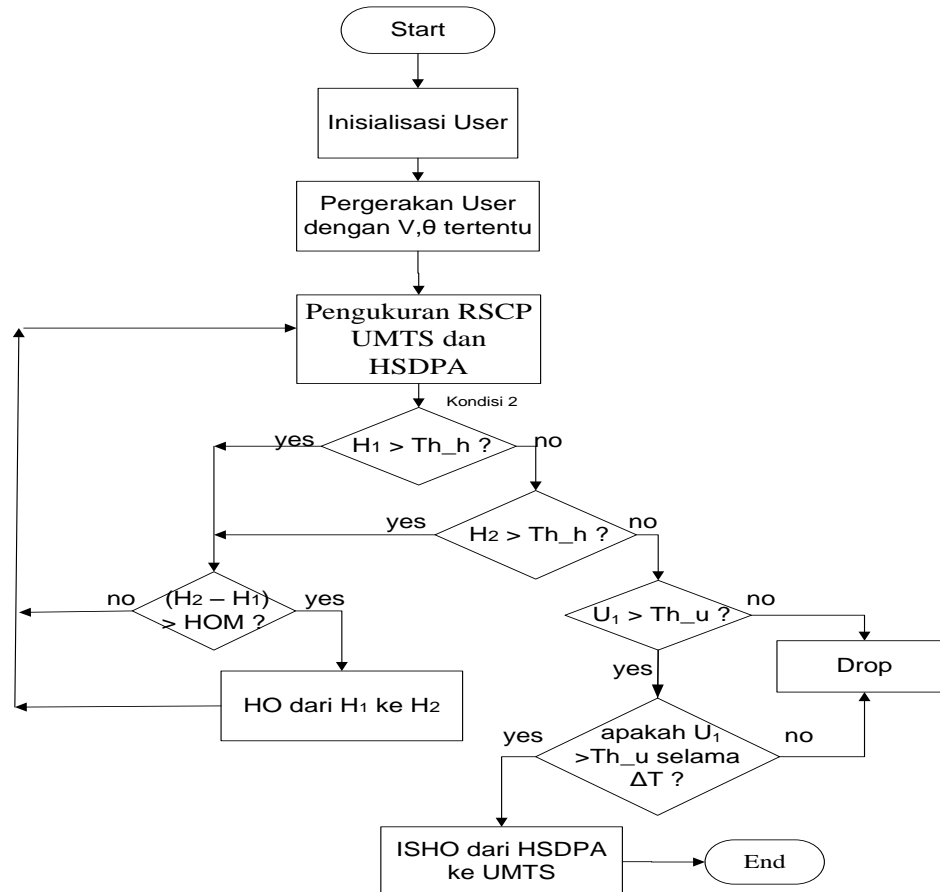 Start
Inisialisasi User
Pergerakan User
dengan V,θ tertentu
Pengukuran RSCP
UMTS dan
HSDPA
Kondisi 2
yes
H1 > Th_h ?
no
yes
H2 > Th_h ?
no
no
(H2 – H1)
> HOM ?
yes
U1 > Th_u ?
no
yes
Drop
HO dari H1 ke H2
yes
apakah U1
>Th_u selama
ΔT ?
no
ISHO dari HSDPA
ke UMTS
End